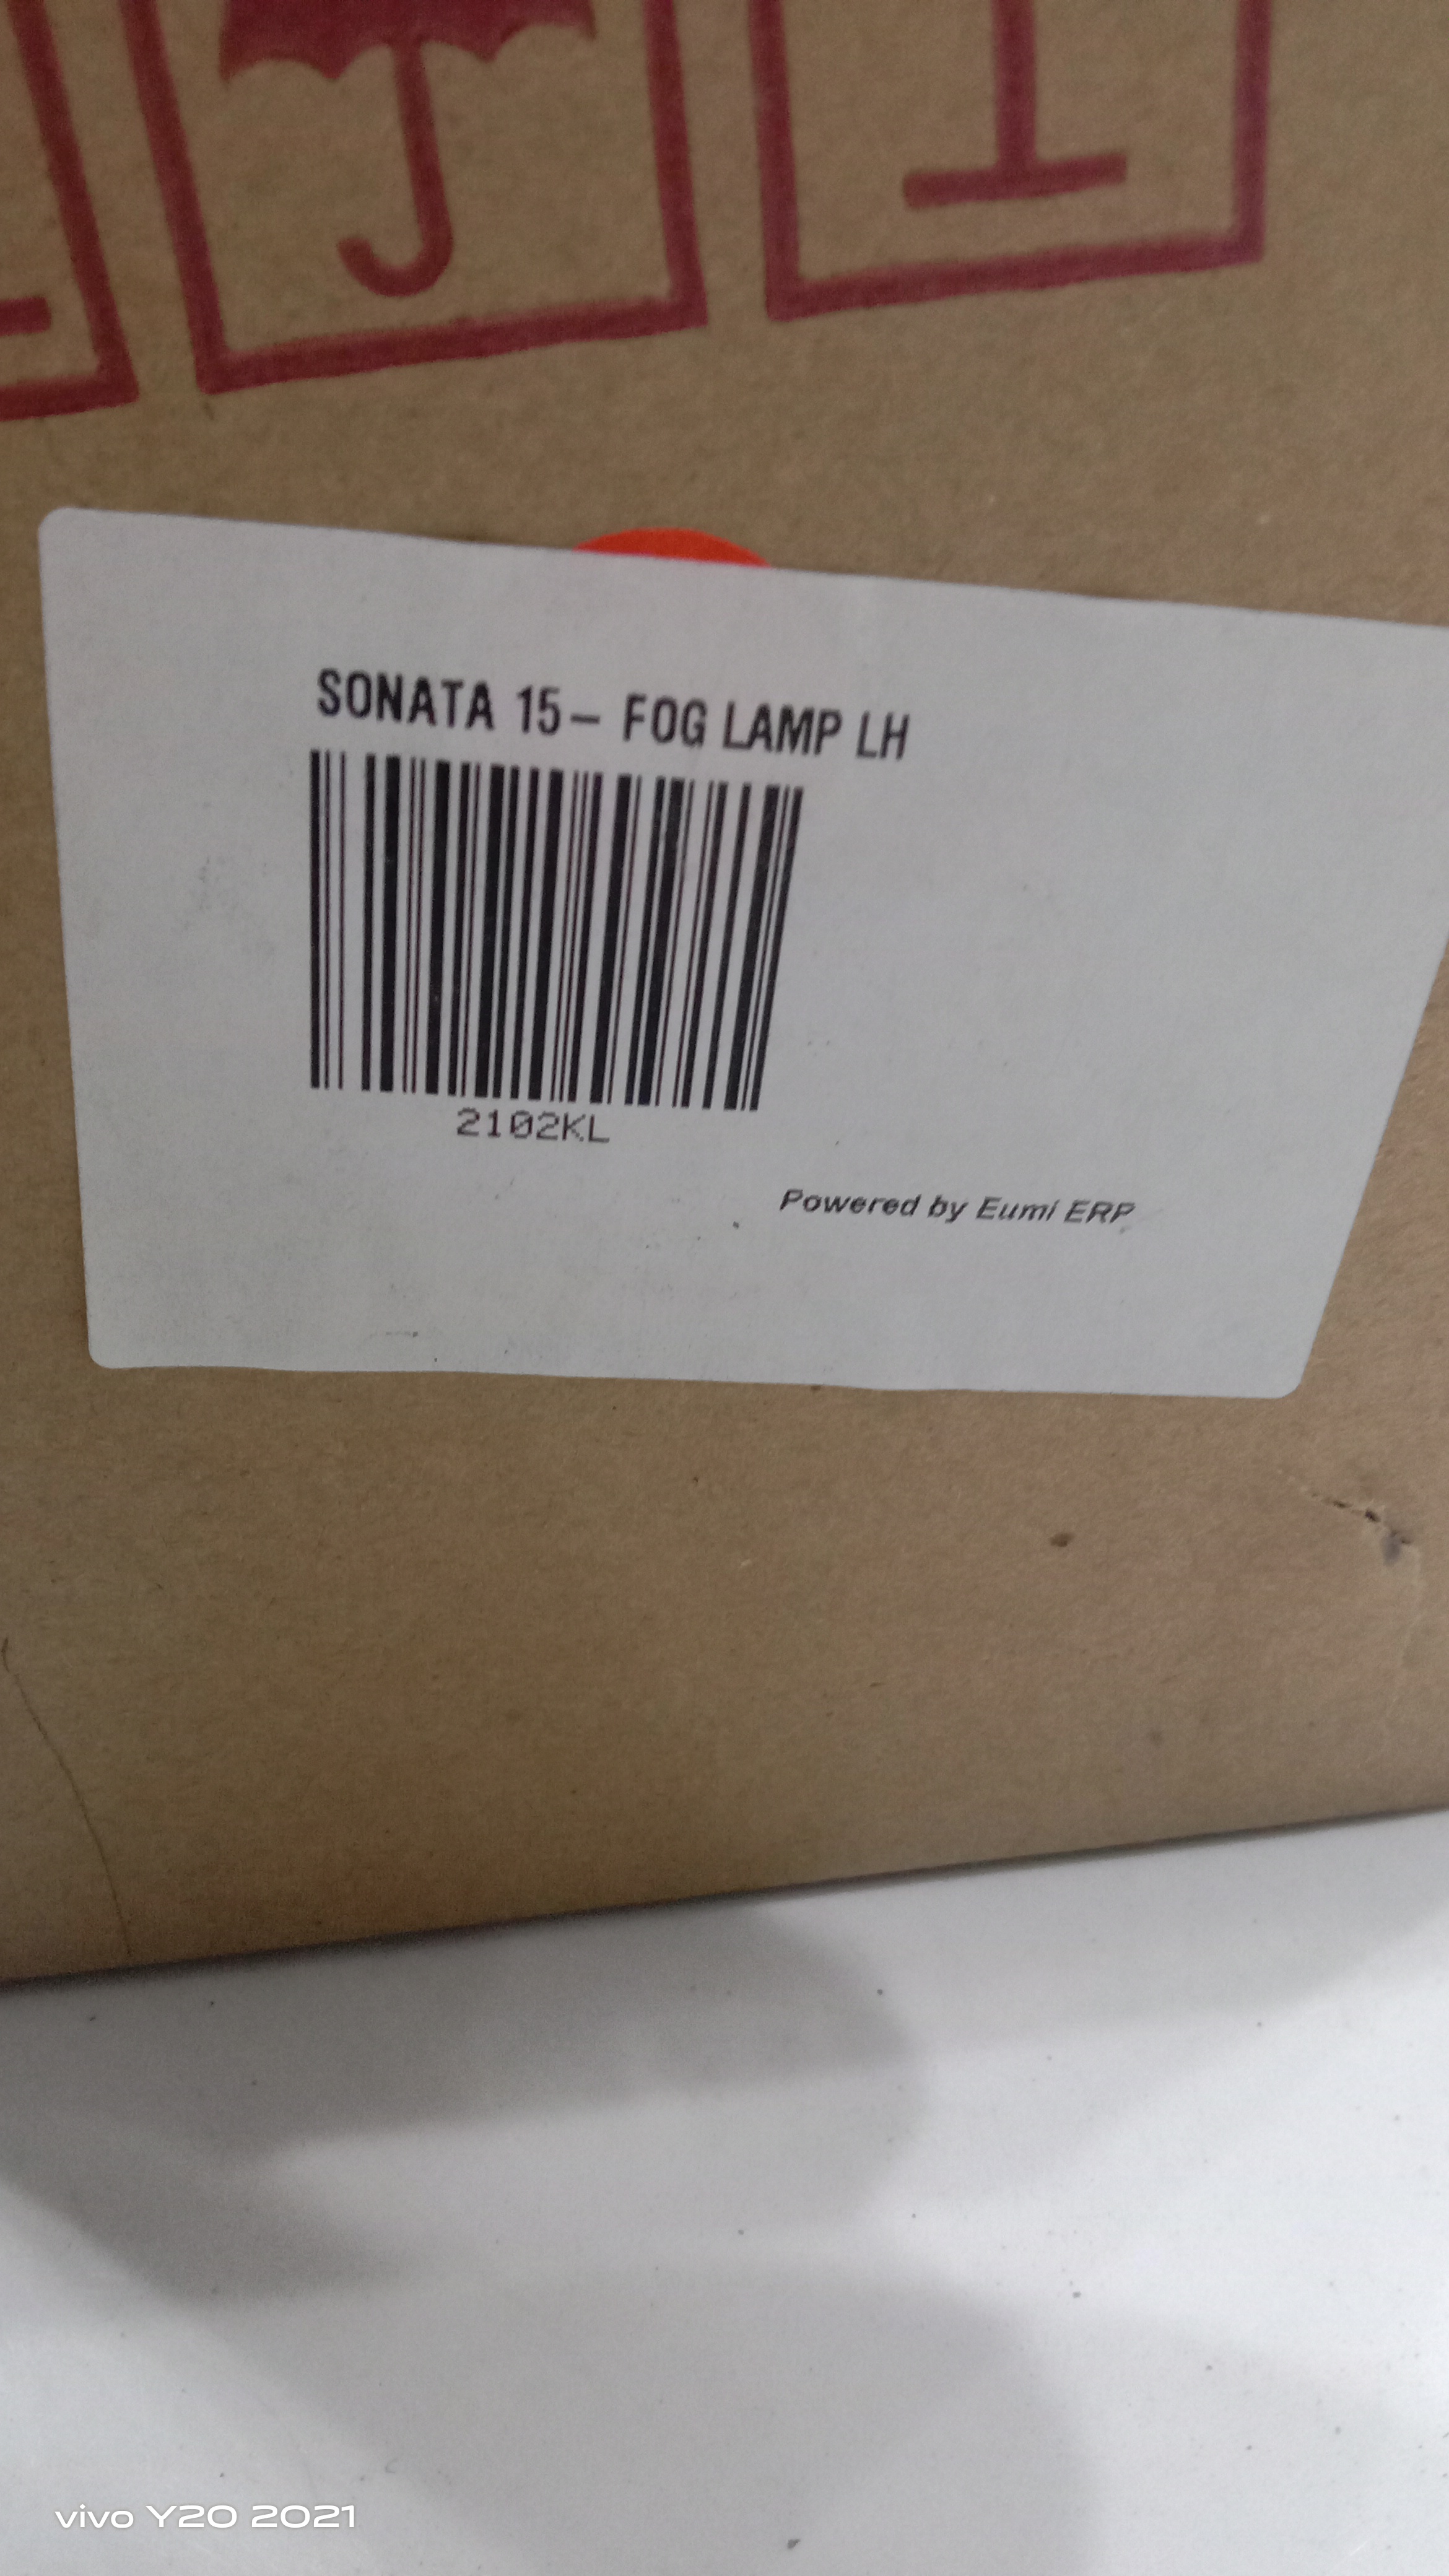 SONATA 15- FOG LAMP LH
2102KL
Powered by Eumi ERP
vivo Y20 2021